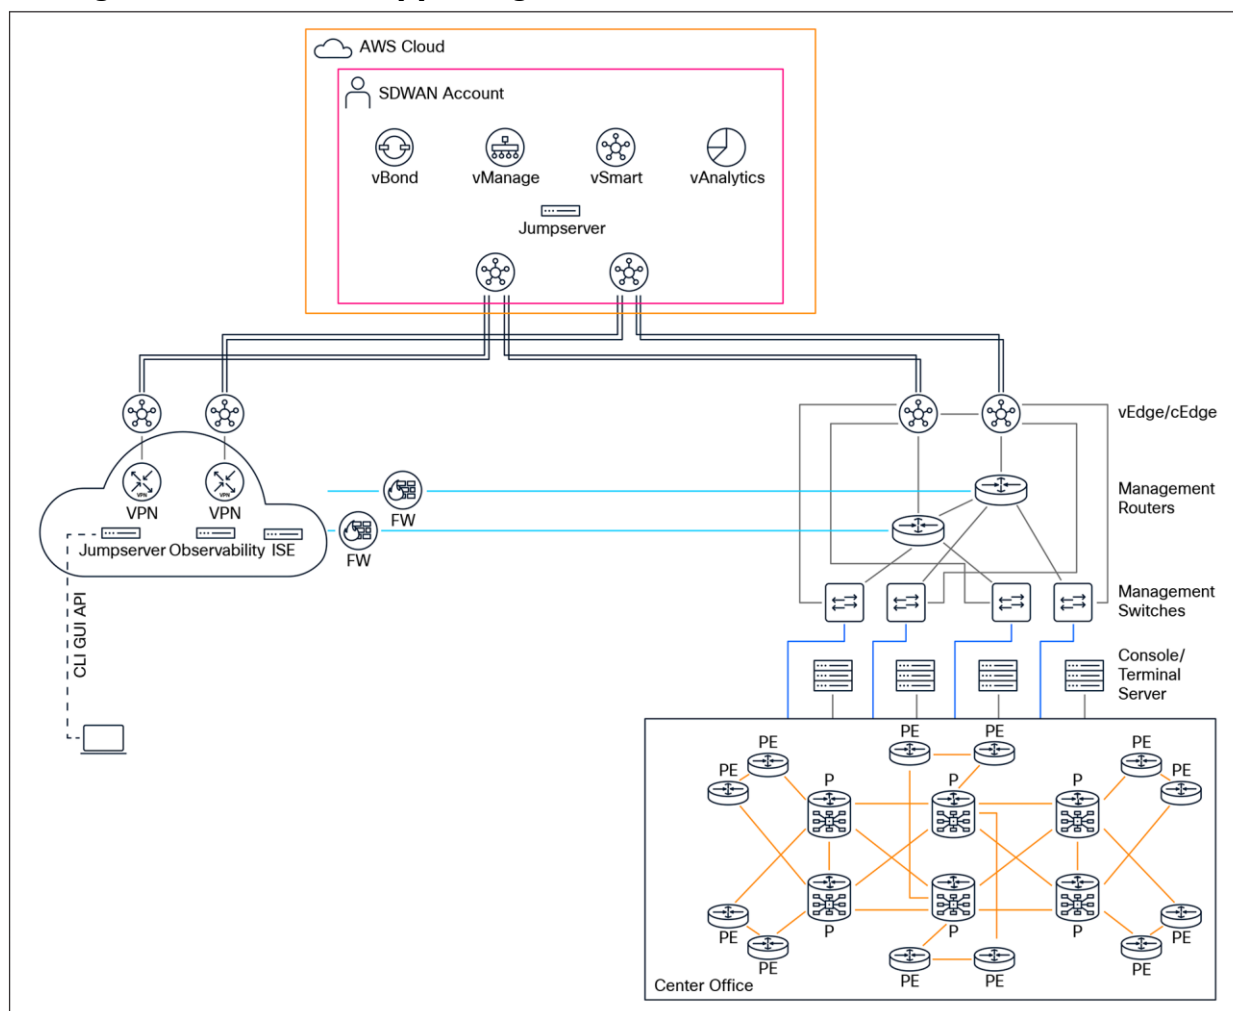 AWS Cloud
SDWAN Account
vBond
vManage
vSmart
vAnalytics
Jumpserver
vEdge/cEdge
VPN
VPN
VPN
VPN
Management
Routers
FW
FW
Jumpserver
Observability
ISE
Management
Switches
CLI GUI API
Console/
Terminal
Server
PE
PE
PE
PE
PE
PE
P
P
P
PE
PE
P
P
P
PE
PE
PE
PE
Center Office